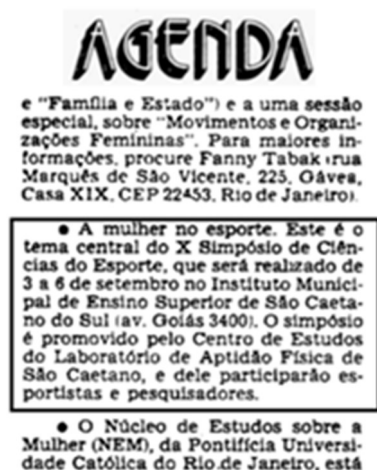 AGENDA
e "Família e Estado") e a uma sessão
especial, sobre "Movimentos e Organi-
zações Femininas". Para maiores in-
formações, procure Fanny Tabak (rua
Marquês de São Vicente, 225, Gávea,
Casa XIX, CEP 22453, Rio de Janeiro).
● A mulher no esporte. Este é o
tema central do X Simpósio de Ciên-
cias do Esporte, que será realizado de
3 a 6 de setembro no Instituto Munici-
pal de Ensino Superior de São Caeta-
no do Sul (av. Goiás 3400). O simpósio
é promovido pelo Centro de Estudos
do Laboratório de Aptidão Física de
São Caetano, e dele participarão es-
portistas e pesquisadores.
● O Núcleo de Estudos sobre a
Mulher (NEM), da Pontifícia Universi-
dade Católica do Rio de Janeiro, está